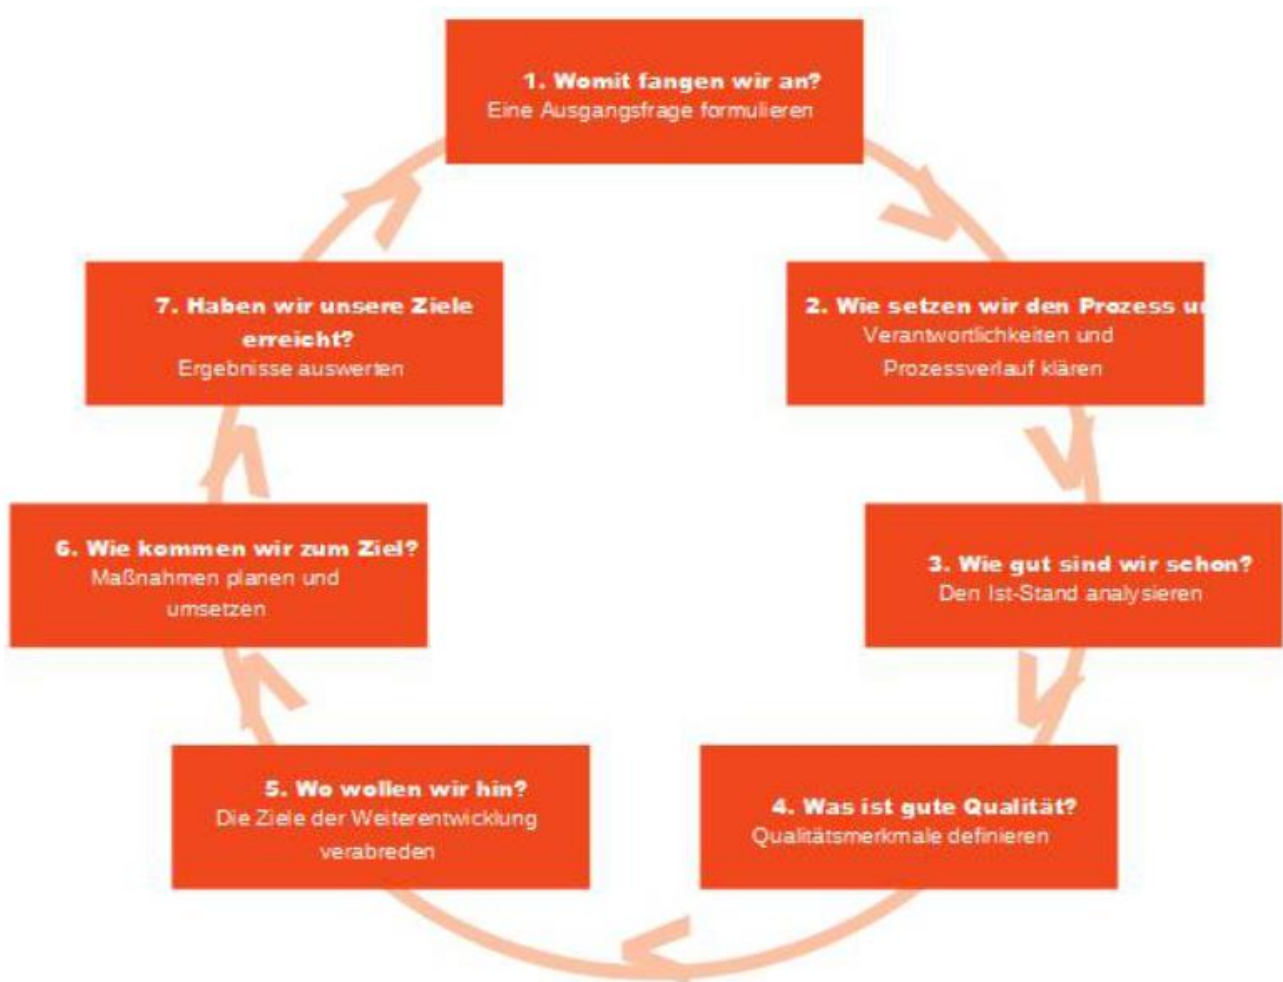 1. Womit fangen wir an?
Eine Ausgangsfrage formulieren
2. Wie setzen wir den Prozess
Verantwortlichkeiten und
Prozessverlauf klären
3. Wie gut sind wir schon?
Den Ist-Stand analysieren
4. Was ist gute Qualität?
Qualitätsmerkmale definieren
5. Wo wollen wir hin?
Die Ziele der Weiterentwicklung
verabreden
6. Wie kommen wir zum Ziel?
Maßnahmen planen und
umsetzen
7. Haben wir unsere Ziele
erreicht?
Ergebnisse auswerten